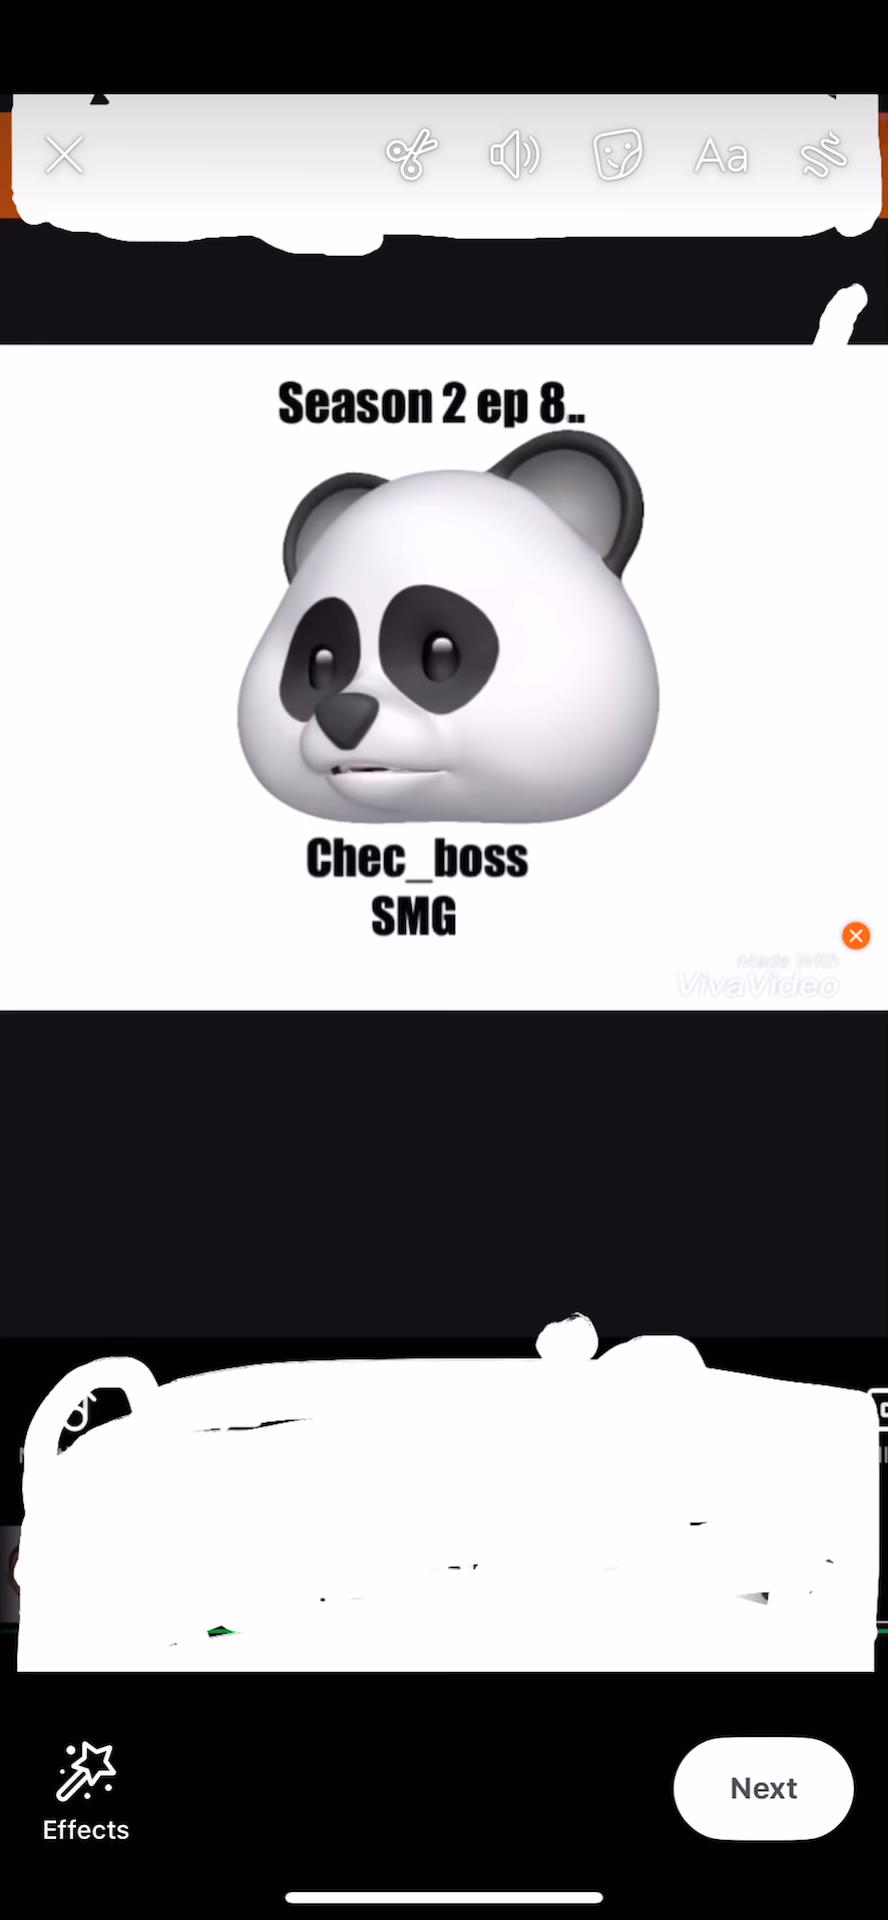 Aa
Season 2 ep 8..
Chec_boss
SMG
Made With
VivaVideo
Effects
Next